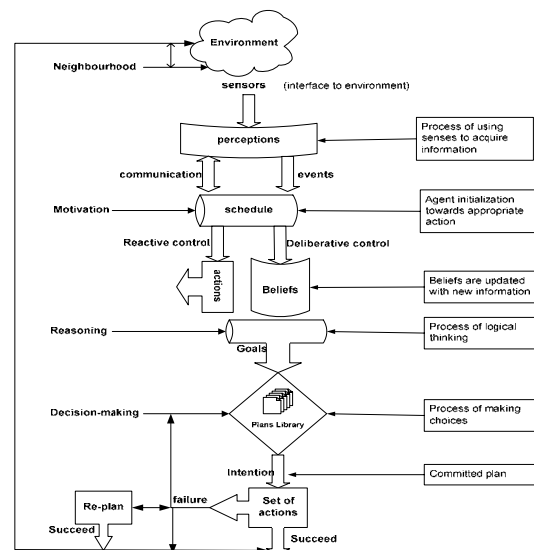 Environment
Neighbourhood
sensors (interface to environment)
perceptions
Process of using
senses to acquire
information
communication events
Motivation
schedule
Agent initialization
towards appropriate
action
Reactive control Deliberative control
actions
Beliefs
Beliefs are updated
with new information
Reasoning
Goals
Process of logical
thinking
Decision-making
Plans Library
Process of making
choices
Intention
Committed plan
Re-plan
failure
Set of
actions
Succeed
Succeed